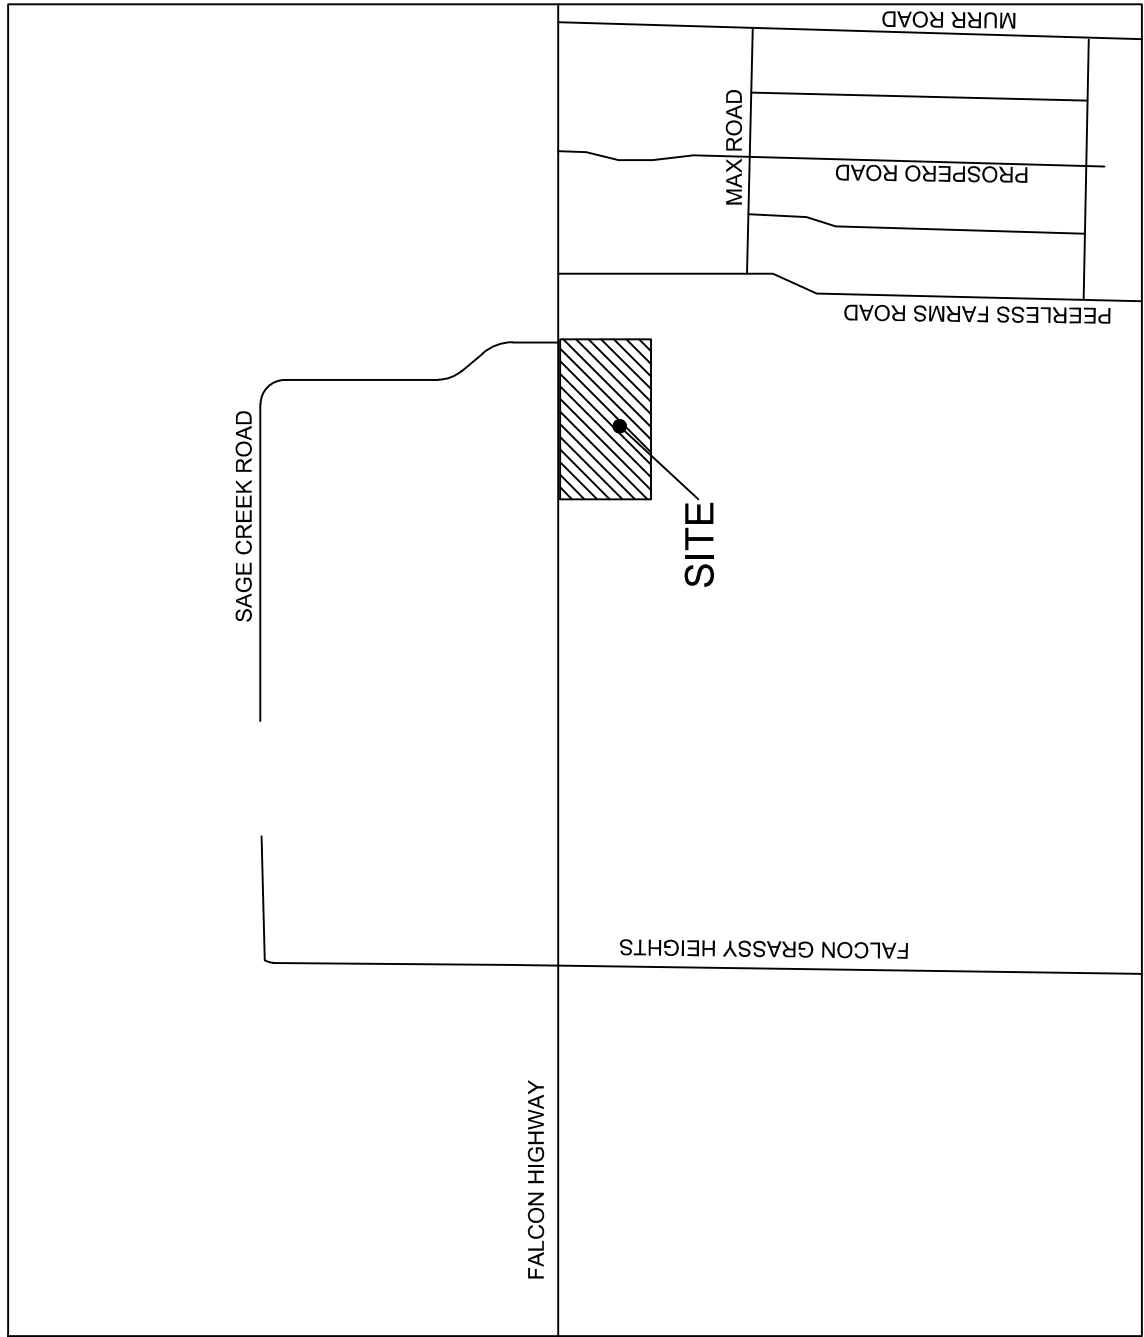 MURR ROAD
MAX ROAD
PROSPERO ROAD
PEERLESS FARMS ROAD
SAGE CREEK ROAD
SITE
FALCON GRASSY HEIGHTS
FALCON HIGHWAY